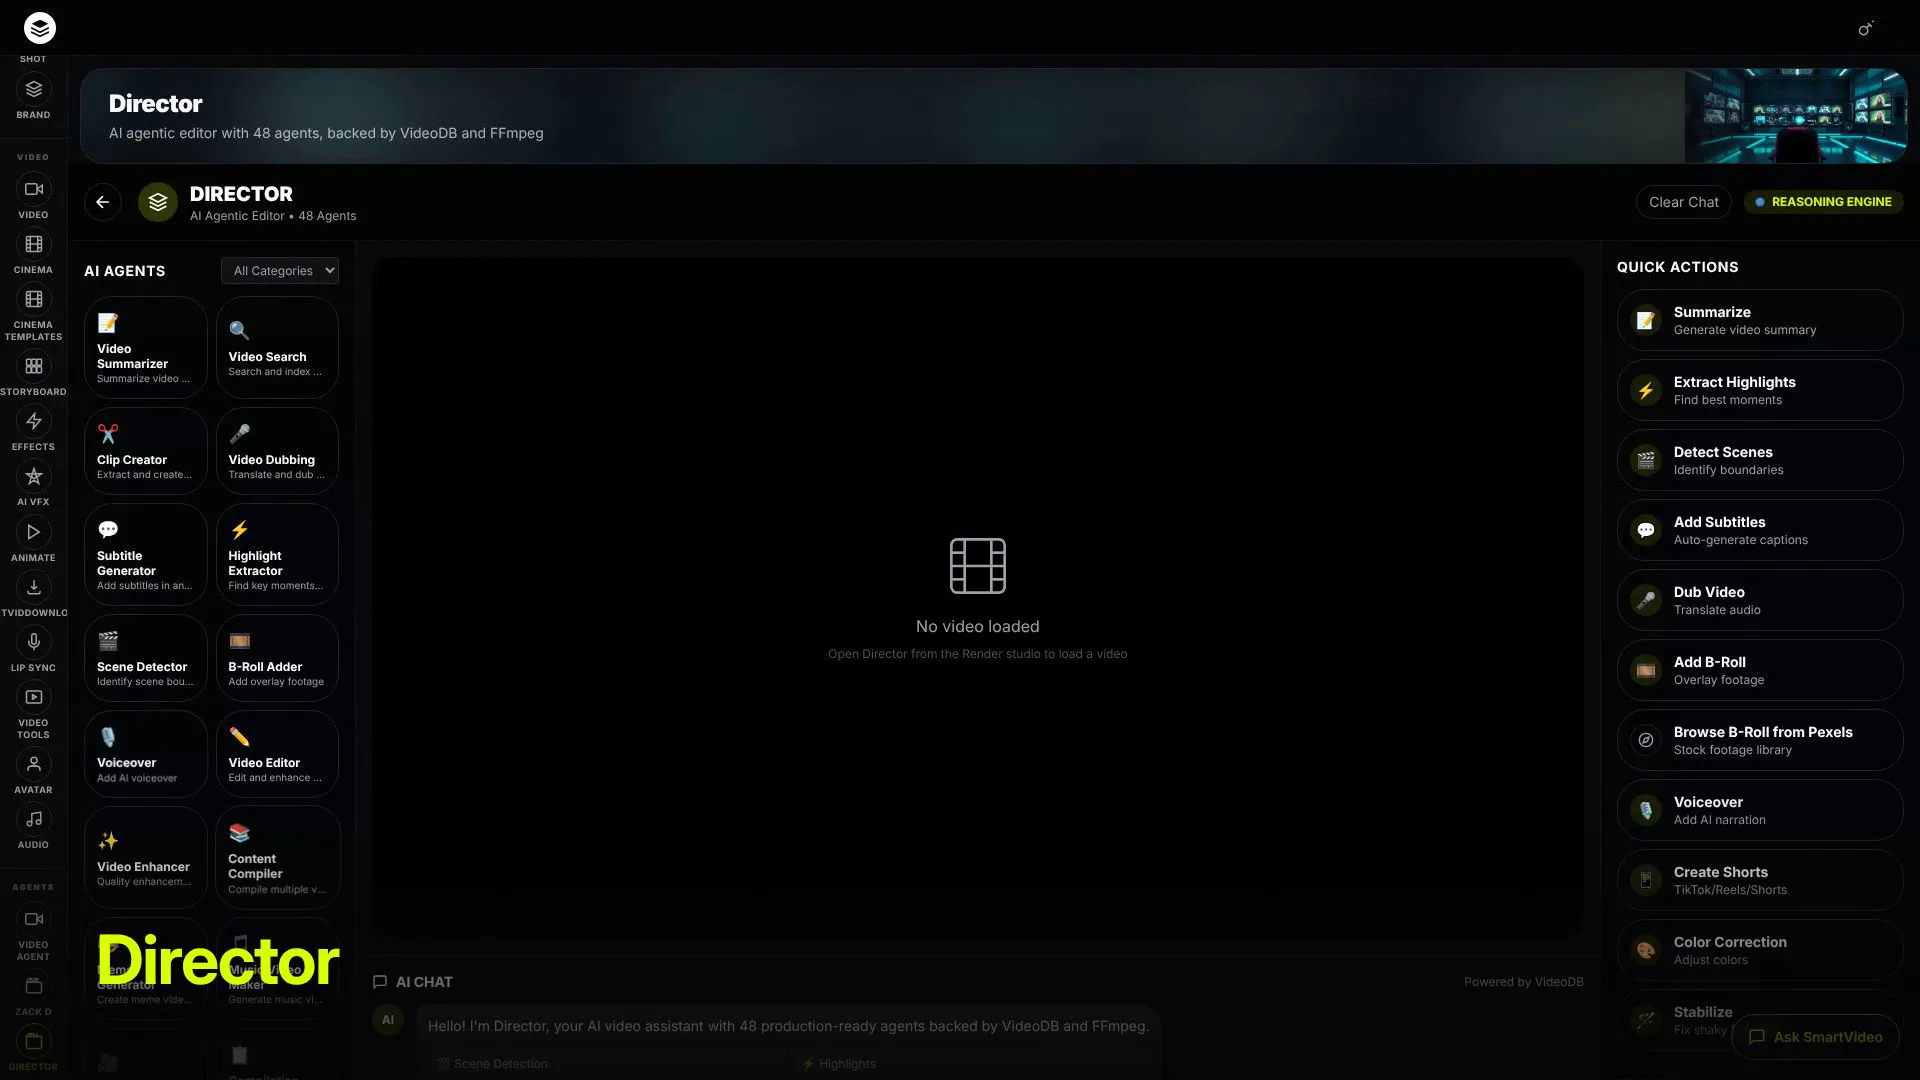 SHOT
BRAND
VIDEO
VIDEO
CINEMA
CINEMA
TEMPLATES
STORYBOARD
EFFECTS
AI VFX
ANIMATE
TVIDDOWNLO
LIP SYNC
VIDEO
TOOLS
AVATAR
AUDIO
AGENTS
VIDEO
AGENT
ZACK D
DIRECTOR
Director
AI agentic editor with 48 agents, backed by VideoDB and FFmpeg
DIRECTOR
AI Agentic Editor • 48 Agents
Clear Chat
REASONING ENGINE
AI AGENTS
All Categories
Video
Summarizer
Summarize video ...
Video Search
Search and index ...
Clip Creator
Extract and create...
Video Dubbing
Translate and dub ...
Subtitle
Generator
Add subtitles in an...
Highlight
Extractor
Find key moments...
Scene Detector
Identify scene bou...
B-Roll Adder
Add overlay footage
Voiceover
Add AI voiceover
Video Editor
Edit and enhance ...
Video Enhancer
Quality enhancem...
Content
Compiler
Compile multiple v...
Generator
Create meme vide...
Music Video
Maker
Generate music vi...
Director
No video loaded
Open Director from the Render studio to load a video
AI CHAT
Powered by VideoDB
AI
Hello! I'm Director, your AI video assistant with 48 production-ready agents backed by VideoDB and FFmpeg.
Scene Detection
Highlights
QUICK ACTIONS
Summarize
Generate video summary
Extract Highlights
Find best moments
Detect Scenes
Identify boundaries
Add Subtitles
Auto-generate captions
Dub Video
Translate audio
Add B-Roll
Overlay footage
Browse B-Roll from Pexels
Stock footage library
Voiceover
Add AI narration
Create Shorts
TikTok/Reels/Shorts
Color Correction
Adjust colors
Stabilize
Fix shaky
Ask SmartVideo